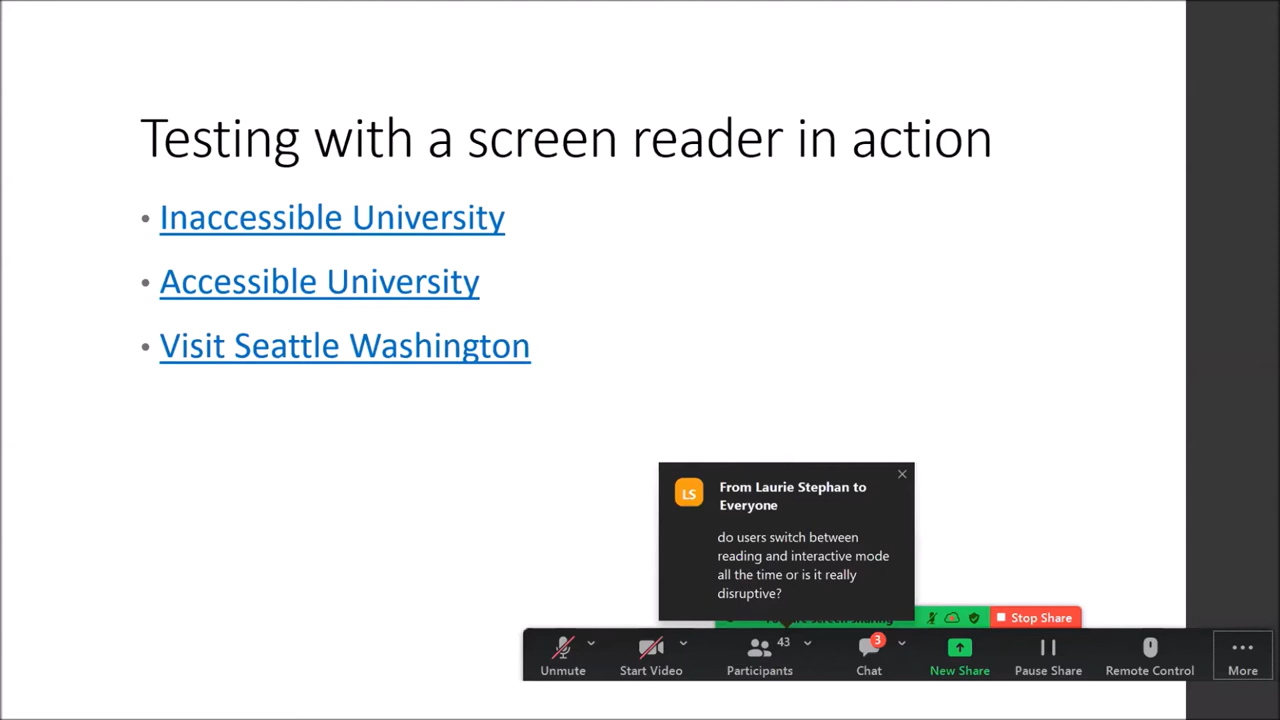 Testing with a screen reader in action
• Inaccessible University
• Accessible University
• Visit Seattle Washington
LS
From Laurie Stephan to
Everyone
do users switch between
reading and interactive mode
all the time or is it really
disruptive?
screen sharing
Stop Share
43
3
Unmute
Start Video
Participants
Chat
New Share
Pause Share
Remote Control
More